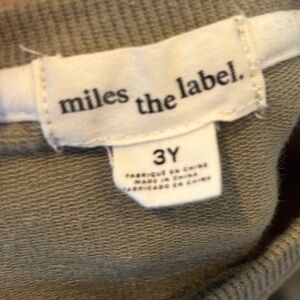 miles the label.
3Y
FABRIQUÉ EN CHINE
MADE IN CHINA
FABRICADO EN CHINA